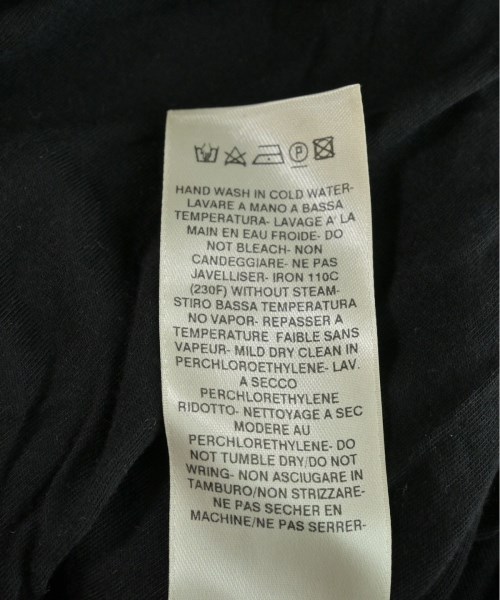 P
HAND WASH IN COLD WATER-
LAVARE A MANO A BASSA
TEMPERATURA- LAVAGE A' LA
MAIN EN EAU FROIDE- DO
NOT BLEACH- NON
CANDEGGIARE- NE PAS
JAVELLISER- IRON 110C
(230F) WITHOUT STEAM-
STIRO BASSA TEMPERATURA
NO VAPOR- REPASSER A
TEMPERATURE FAIBLE SANS
VAPEUR- MILD DRY CLEAN IN
PERCHLOROETHYLENE- LAV.
A SECCO
PERCHLORETHYLENE
RIDOTTO- NETTOYAGE A SEC
MODERE AU
PERCHLORETHYLENE- DO
NOT TUMBLE DRY/DO NOT
WRING- NON ASCIUGARE IN
TAMBURO/NON STRIZZARE-
NE PAS SECHER EN
MACHINE/NE PAS SERRER-